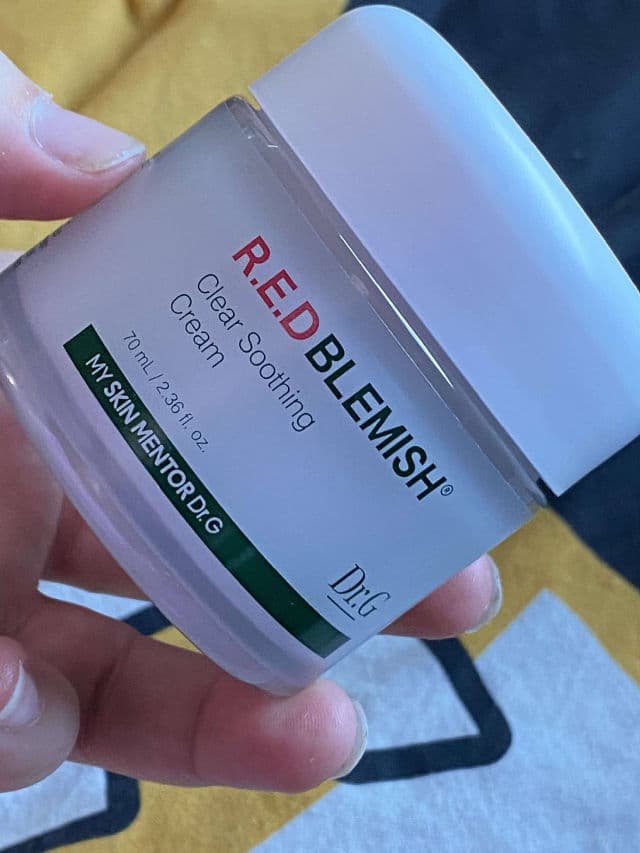 R.E.D BLEMISH®
Clear Soothing
Cream
70 mL / 2.36 fl. oz.
MY SKIN MENTOR Dr.G
Dr.G